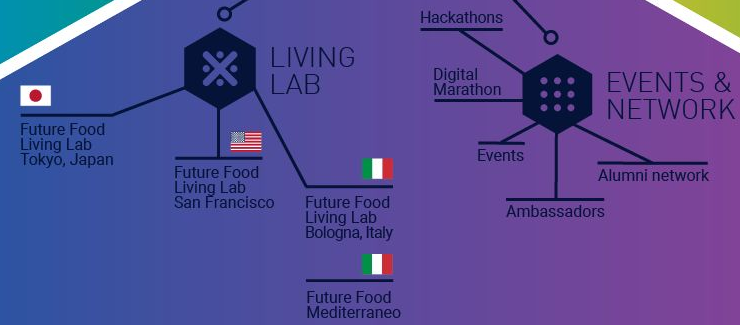 LIVING
LAB
Future Food
Living Lab
Tokyo, Japan
Future Food
Living Lab
San Francisco
Future Food
Living Lab
Bologna, Italy
Future Food
Mediterraneo
Hackathons
Digital
Marathon
EVENTS &
NETWORK
Events
Alumni network
Ambassadors